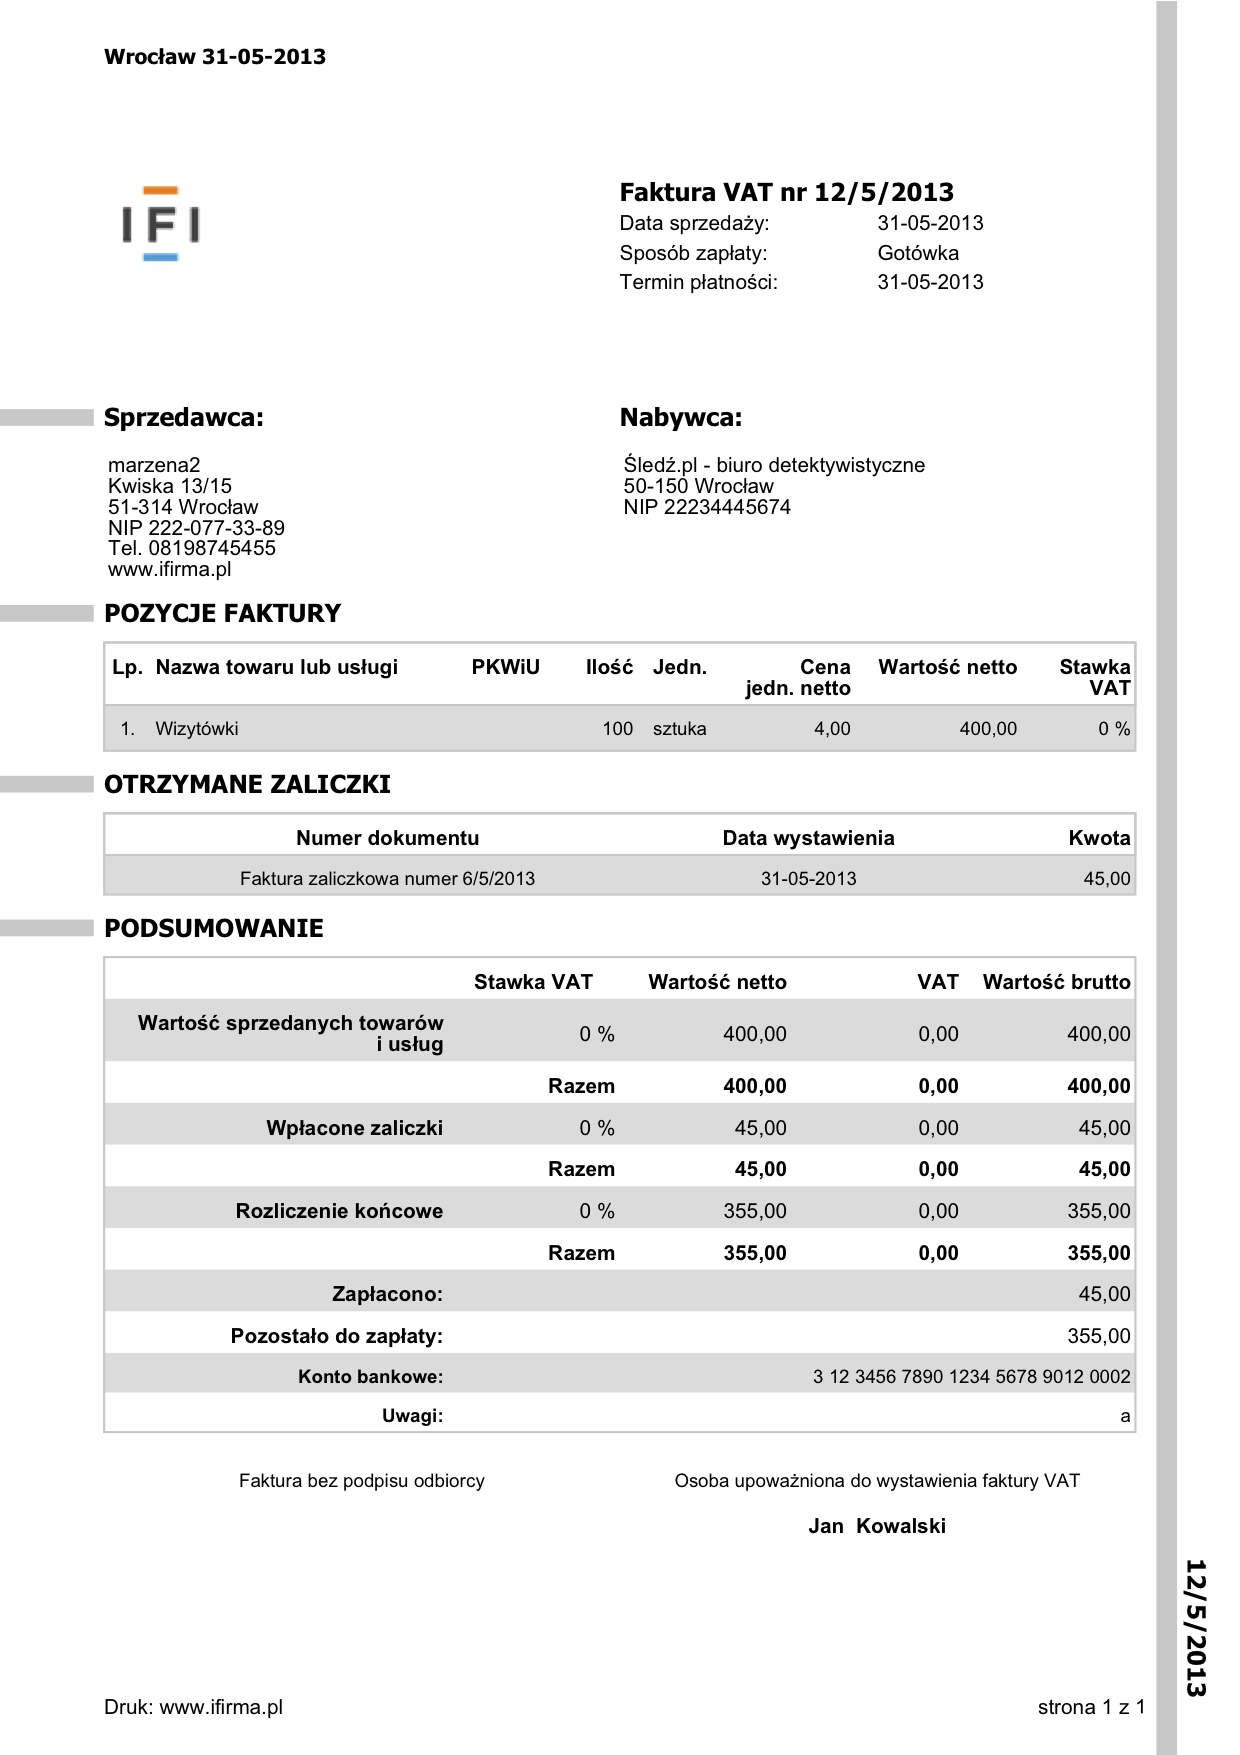 Wrocław 31-05-2013
IFI
Faktura VAT nr 12/5/2013
Data sprzedaży: 31-05-2013
Sposób zapłaty: Gotówka
Termin płatności: 31-05-2013
Sprzedawca:
marzena2
Kwiska 13/15
51-314 Wrocław
NIP 222-077-33-89
Tel. 08198745455
www.ifirma.pl
Nabywca:
Śledź.pl - biuro detektywistyczne
50-150 Wrocław
NIP 22234445674
POZYCJE FAKTURY
Lp. Nazwa towaru lub usługi PKWiU Ilość Jedn. Cena jedn. netto Wartość netto Stawka VAT
1. Wizytówki 100 sztuka 4,00 400,00 0 %
OTRZYMANE ZALICZKI
Numer dokumentu Data wystawienia Kwota
Faktura zaliczkowa numer 6/5/2013 31-05-2013 45,00
PODSUMOWANIE
Stawka VAT Wartość netto VAT Wartość brutto
Wartość sprzedanych towarów i usług 0 % 400,00 0,00 400,00
Razem 400,00 0,00 400,00
Wpłacone zaliczki 0 % 45,00 0,00 45,00
Razem 45,00 0,00 45,00
Rozliczenie końcowe 0 % 355,00 0,00 355,00
Razem 355,00 0,00 355,00
Zapłacono: 45,00
Pozostało do zapłaty: 355,00
Konto bankowe: 3 12 3456 7890 1234 5678 9012 0002
Uwagi: a
Faktura bez podpisu odbiorcy
Osoba upoważniona do wystawienia faktury VAT
Jan Kowalski
12/5/2013
Druk: www.ifirma.pl
strona 1 z 1